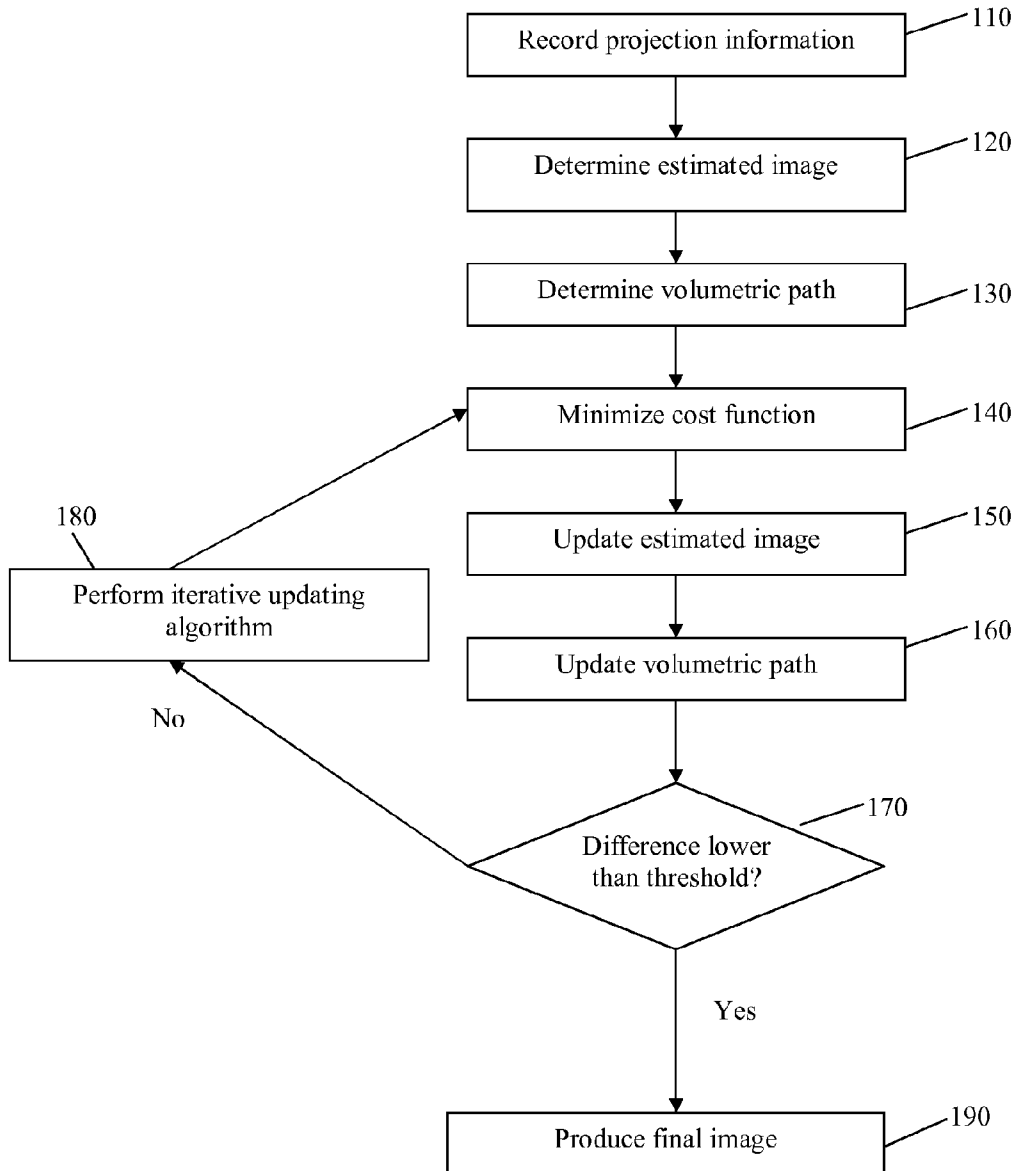 Record projection information
110
Determine estimated image
120
Determine volumetric path
130
Minimize cost function
140
Update estimated image
150
180
Perform iterative updating
algorithm
Update volumetric path
160
No
Difference lower
than threshold?
170
Yes
Produce final image
190